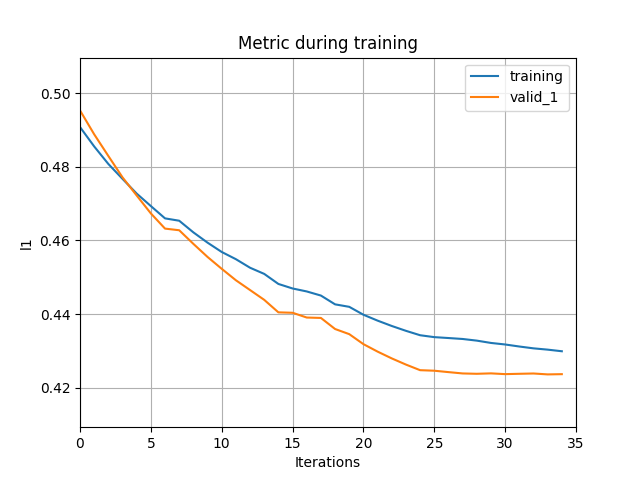 Metric during training
training
valid_1
0.50
0.48
0.46
0.44
0.42
l1
0 5 10 15 20 25 30 35
Iterations